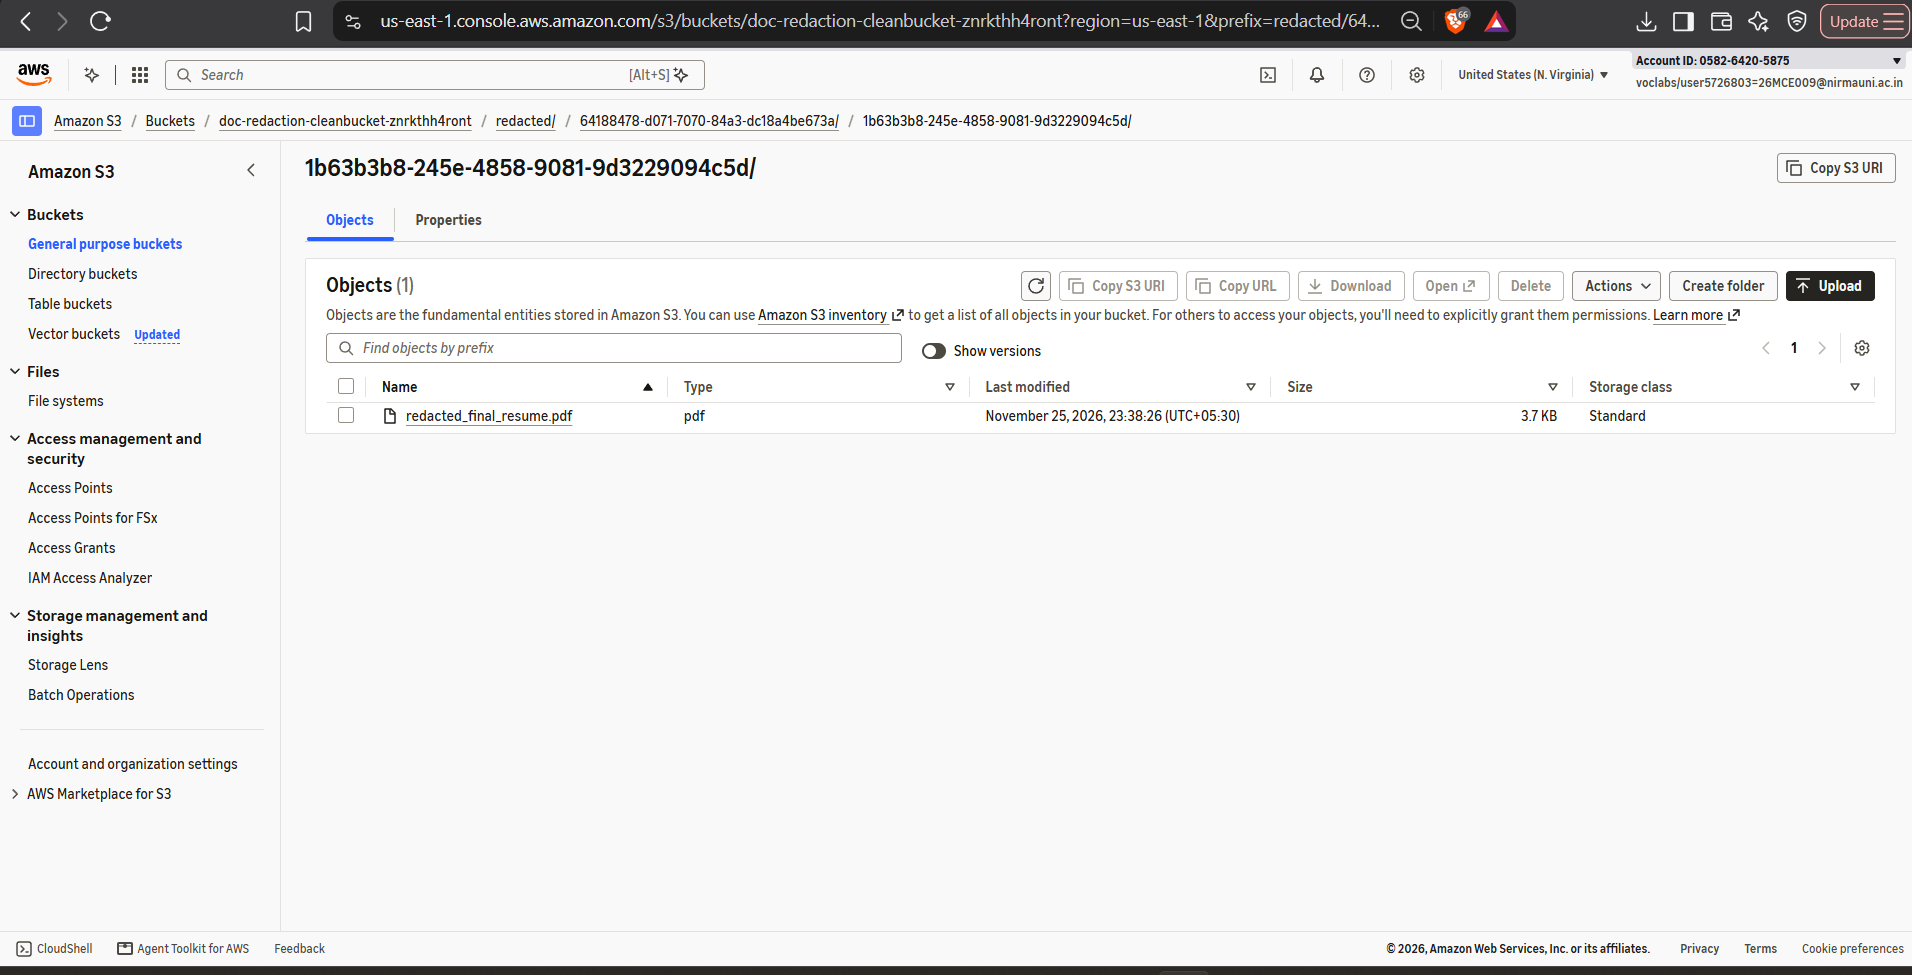 us-east-1.console.aws.amazon.com/s3/buckets/doc-redaction-cleanbucket-znrkthh4ront?region=us-east-1&prefix=redacted/64...
66
Update
aws
Search
[Alt+S]
United States (N. Virginia)
Account ID: 0582-6420-5875
voclabs/user5726803=26MCE009@nirmauni.ac.in
Amazon S3 / Buckets / doc-redaction-cleanbucket-znrkthh4ront / redacted/ / 64188478-d071-7070-84a3-dc18a4be673a/ / 1b63b3b8-245e-4858-9081-9d3229094c5d/
Amazon S3
Buckets
General purpose buckets
Directory buckets
Table buckets
Vector buckets Updated
Files
File systems
Access management and
security
Access Points
Access Points for FSx
Access Grants
IAM Access Analyzer
Storage management and
insights
Storage Lens
Batch Operations
Account and organization settings
AWS Marketplace for S3
1b63b3b8-245e-4858-9081-9d3229094c5d/
Copy S3 URI
Objects
Properties
Objects (1)
Copy S3 URI
Copy URL
Download
Open
Delete
Actions
Create folder
Upload
Objects are the fundamental entities stored in Amazon S3. You can use Amazon S3 inventory to get a list of all objects in your bucket. For others to access your objects, you'll need to explicitly grant them permissions. Learn more
Find objects by prefix
Show versions
1
Name Type Last modified Size Storage class
redacted_final_resume.pdf pdf November 25, 2026, 23:38:26 (UTC+05:30) 3.7 KB Standard
CloudShell
Agent Toolkit for AWS
Feedback
© 2026, Amazon Web Services, Inc. or its affiliates.
Privacy
Terms
Cookie preferences